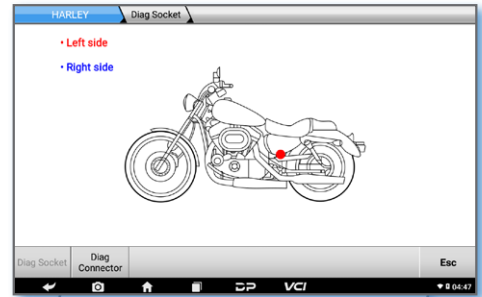 HARLEY
Diag Socket
• Left side
• Right side
Diag Socket
Diag
Connector
Esc
DP
VCI
04:47